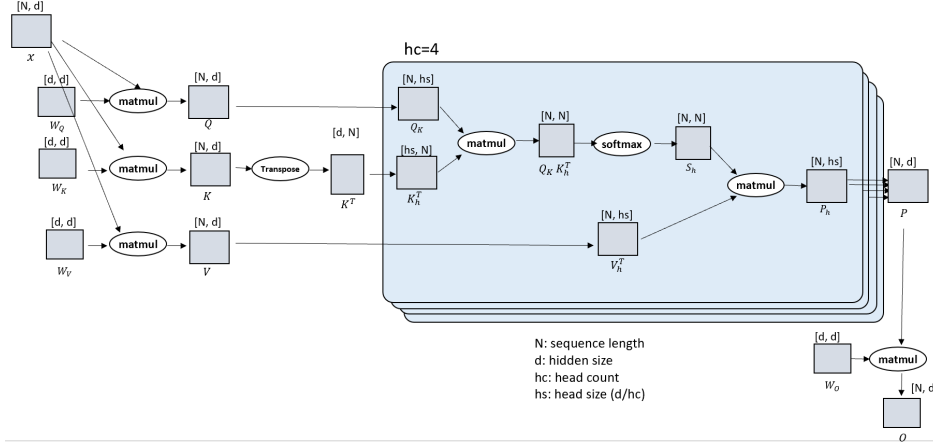 [N, d]
x
hc=4
[d, d]
W_Q
matmul
[N, d]
Q
[N, hs]
Q_K
matmul
[N, N]
Q_K K_h^T
softmax
[N, N]
S_h
[d, d]
W_K
matmul
[N, d]
K
Transpose
[d, N]
K^T
[hs, N]
K_h^T
matmul
[N, hs]
P_h
[N, d]
P
[d, d]
W_V
matmul
[N, d]
V
[N, hs]
V_h^T
N: sequence length
d: hidden size
hc: head count
hs: head size (d/hc)
[d, d]
W_O
matmul
[N, d
O